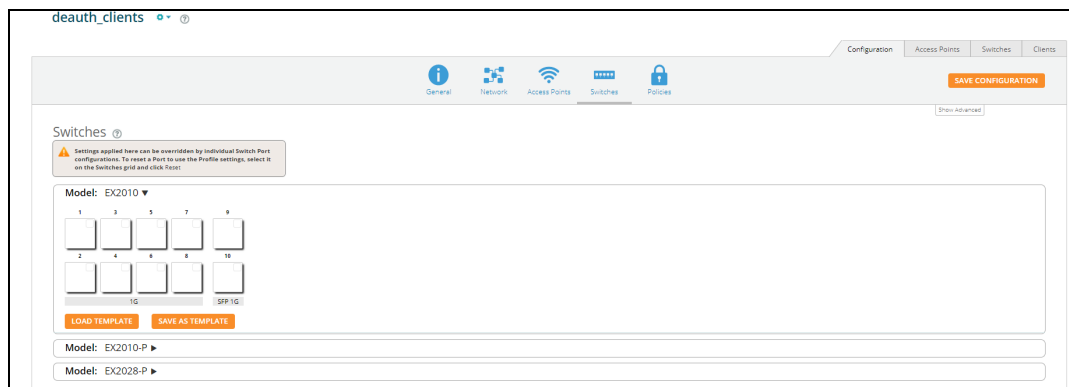 deauth_clients
Configuration Access Points Switches Clients
General Network Access Points Switches Policies
SAVE CONFIGURATION
Show Advanced
Switches
Settings applied here can be overridden by individual Switch Port
configurations. To reset a Port to use the Profile settings, select it
on the Switches grid and click Reset
Model: EX2010
1 3 5 7 9
2 4 6 8 10
1G SFP 1G
LOAD TEMPLATE SAVE AS TEMPLATE
Model: EX2010-P
Model: EX2028-P